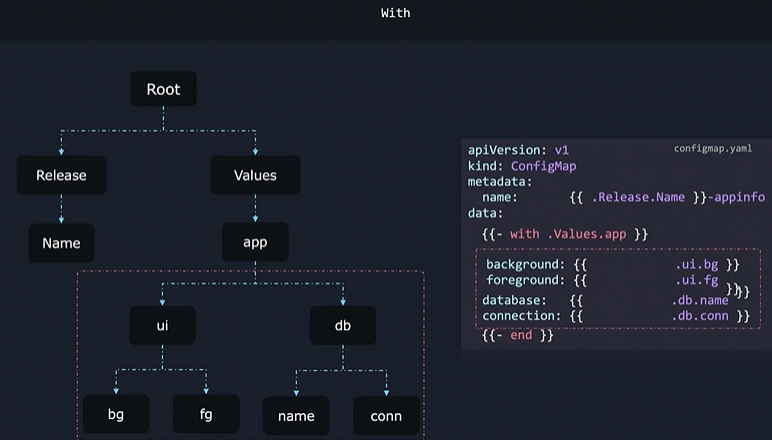 With
Root
Release
Values
Name
app
ui
db
bg
fg
name
conn
configmap.yaml
apiVersion: v1
kind: ConfigMap
metadata:
name: {{ .Release.Name }}-appinfo
data:
{{- with .Values.app }}
background: {{ .ui.bg }}
foreground: {{ .ui.fg }}
database: {{ .db.name }}
connection: {{ .db.conn }}
{{- end }}